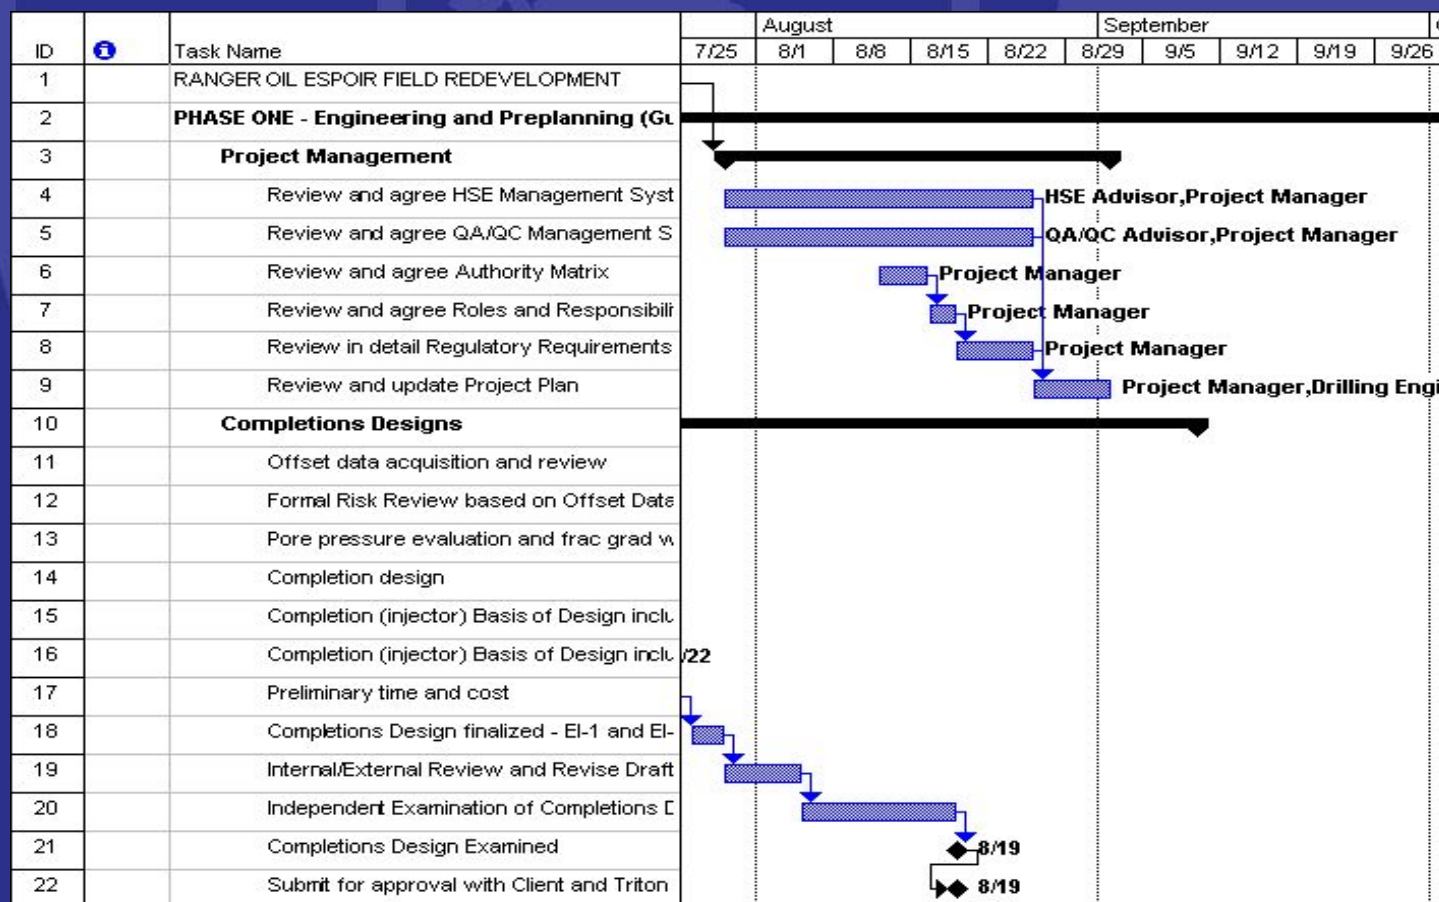 August September
ID Task Name 7/25 8/1 8/8 8/15 8/22 8/29 9/5 9/12 9/19 9/26
1 RANGER OIL ESPOIR FIELD REDEVELOPMENT
2 PHASE ONE - Engineering and Preplanning (Gu
3 Project Management
4 Review and agree HSE Management Syst HSE Advisor,Project Manager
5 Review and agree QA/QC Management S QA/QC Advisor,Project Manager
6 Review and agree Authority Matrix Project Manager
7 Review and agree Roles and Responsibili Project Manager
8 Review in detail Regulatory Requirements Project Manager
9 Review and update Project Plan Project Manager,Drilling Engi
10 Completions Designs
11 Offset data acquisition and review
12 Formal Risk Review based on Offset Data
13 Pore pressure evaluation and frac grad w
14 Completion design
15 Completion (injector) Basis of Design inclu
16 Completion (injector) Basis of Design inclu /22
17 Preliminary time and cost
18 Completions Design finalized - EI-1 and EI-
19 Internal/External Review and Revise Draft
20 Independent Examination of Completions D
21 Completions Design Examined 8/19
22 Submit for approval with Client and Triton 8/19